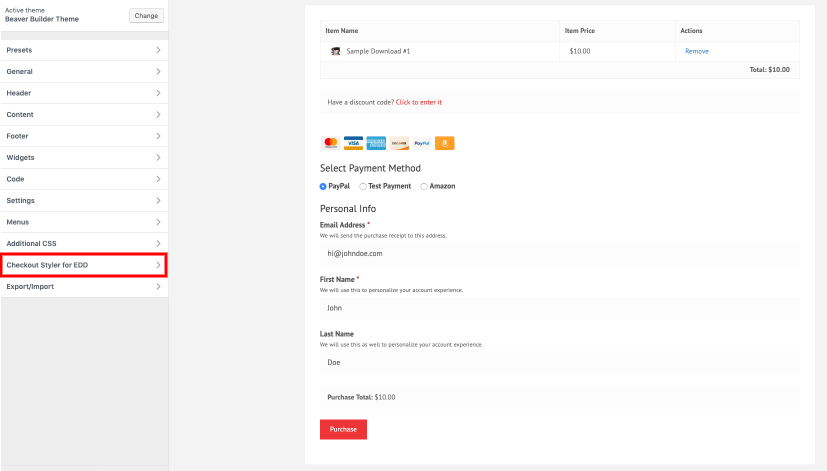 Active theme
Beaver Builder Theme
Change
Presets
General
Header
Content
Footer
Widgets
Code
Settings
Menus
Additional CSS
Checkout Styler for EDD
Export/Import
Item Name Item Price Actions
Sample Download #1 $10.00 Remove
Total: $10.00
Have a discount code? Click to enter it
VISA DISCOVER PayPal
Select Payment Method
PayPal Test Payment Amazon
Personal Info
Email Address *
We will send the purchase receipt to this address.
hi@johndoe.com
First Name *
We will use this to personalize your account experience.
John
Last Name
We will use this as well to personalize your account experience.
Doe
Purchase Total: $10.00
Purchase